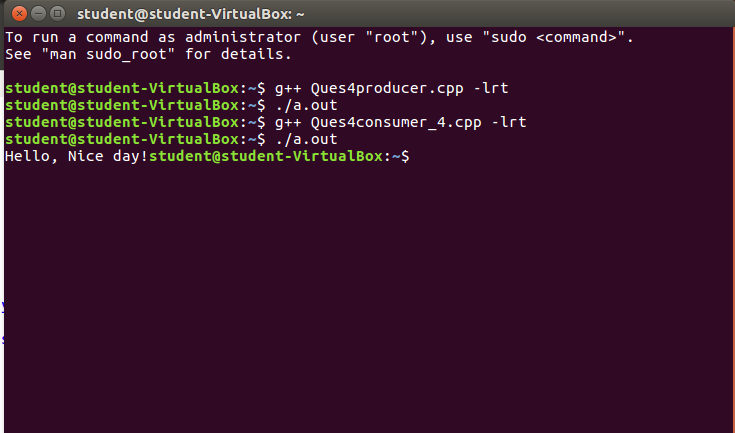 student@student-VirtualBox: ~
To run a command as administrator (user "root"), use "sudo <command>".
See "man sudo_root" for details.
student@student-VirtualBox:~$ g++ Ques4producer.cpp -lrt
student@student-VirtualBox:~$ ./a.out
student@student-VirtualBox:~$ g++ Ques4consumer_4.cpp -lrt
student@student-VirtualBox:~$ ./a.out
Hello, Nice day!student@student-VirtualBox:~$